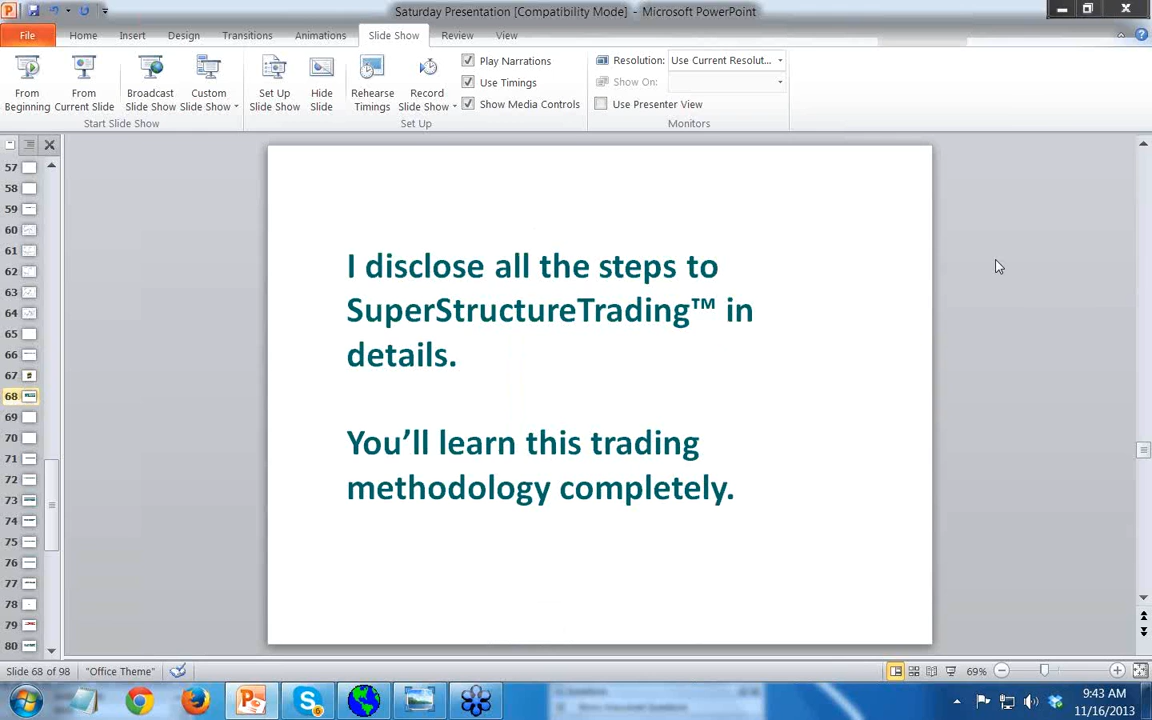 Saturday Presentation [Compatibility Mode] - Microsoft PowerPoint
File Home Insert Design Transitions Animations Slide Show Review View
From Beginning
From Current Slide
Broadcast Slide Show
Custom Slide Show
Start Slide Show
Set Up Slide Show
Hide Slide
Rehearse Timings
Record Slide Show
Play Narrations
Use Timings
Show Media Controls
Set Up
Resolution: Use Current Resolut...
Show On:
Use Presenter View
Monitors
57
58
59
60
61
62
63
64
65
66
67
68
69
70
71
72
73
74
75
76
77
78
79
80
I disclose all the steps to
SuperStructureTrading™ in
details.
You’ll learn this trading
methodology completely.
Slide 68 of 98 "Office Theme" 69%
9:43 AM
11/16/2013